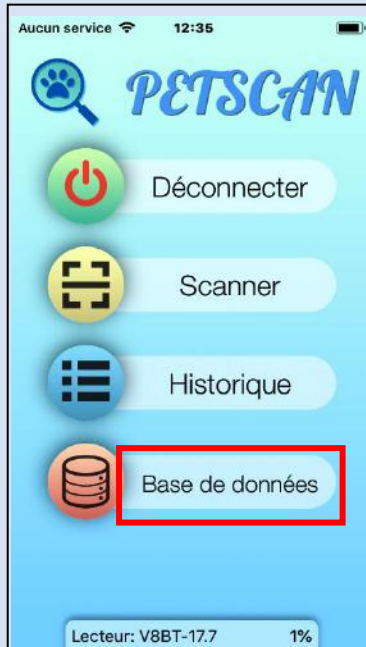 Aucun service 12:35
PETSCAN
Déconnecter
Scanner
Historique
Base de données
Lecteur: V8BT-17.7 1%